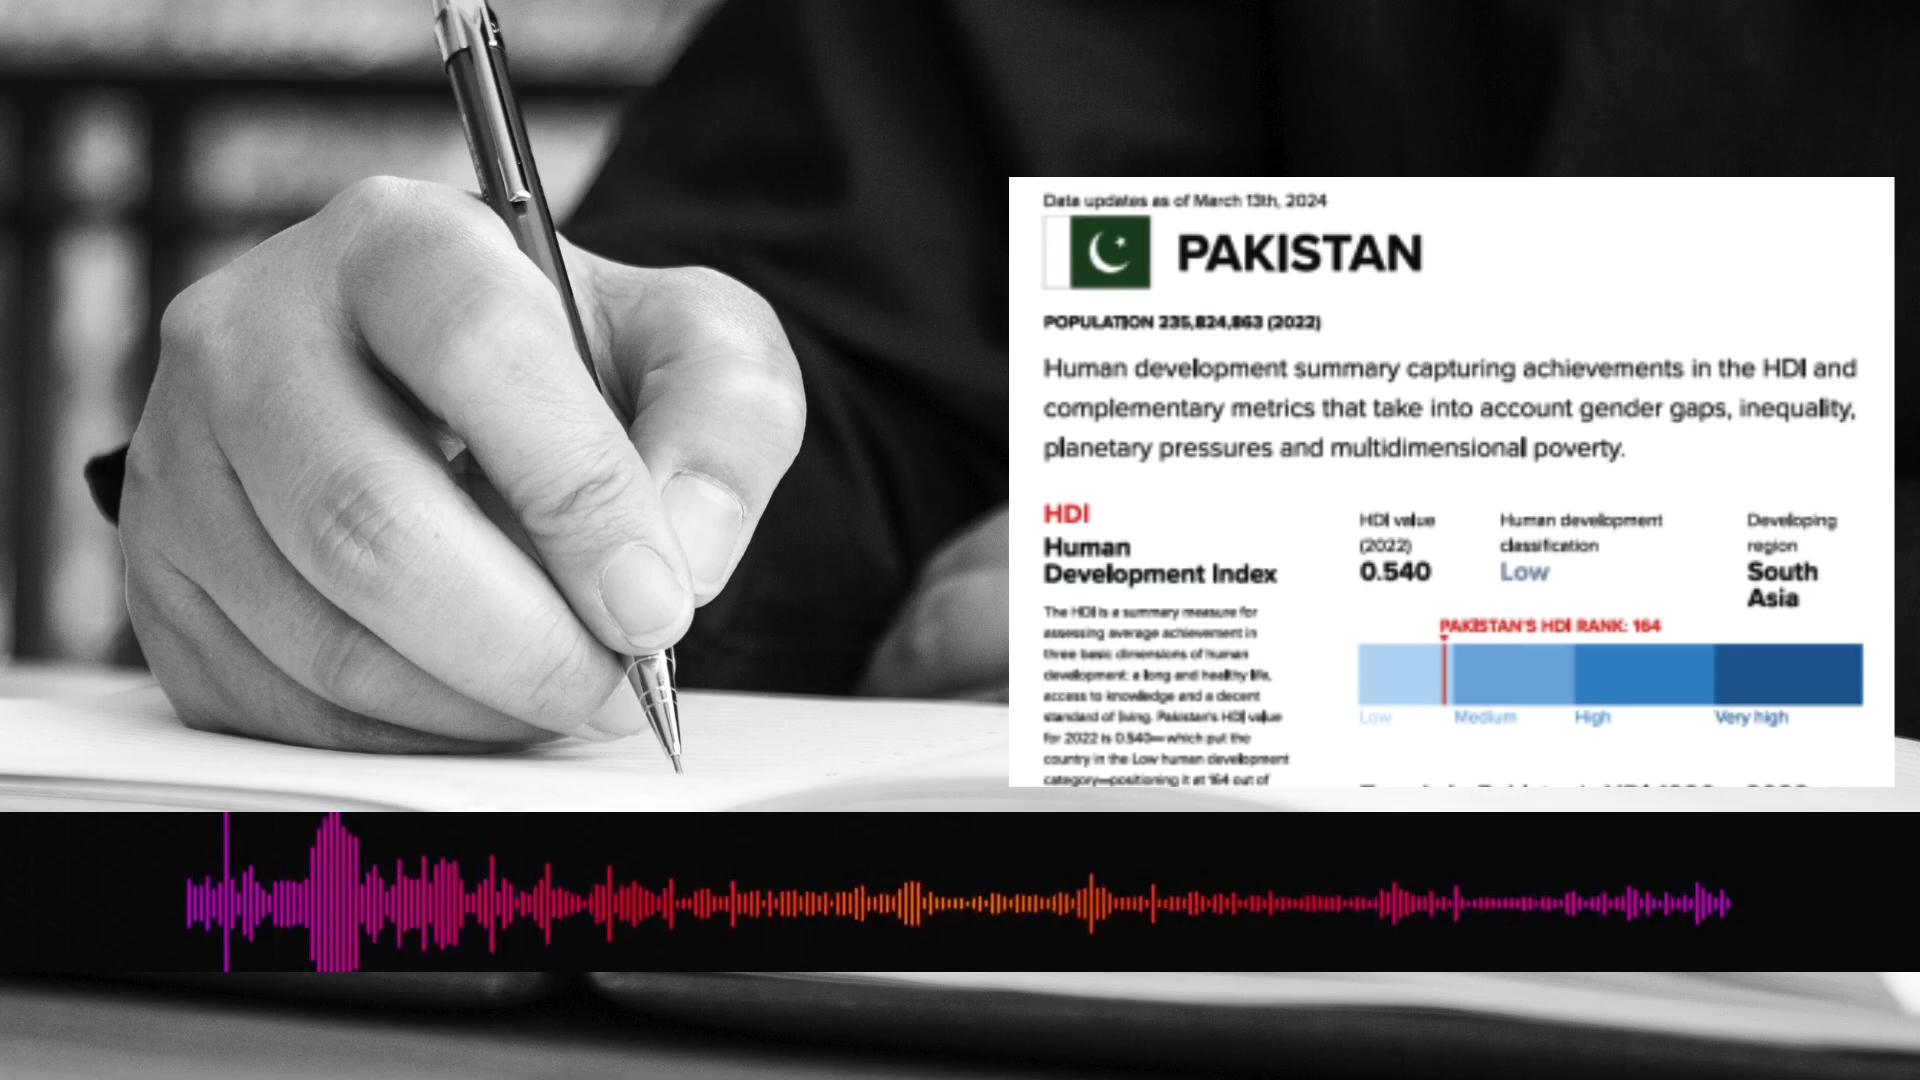 Data updates as of March 13th, 2024
PAKISTAN
POPULATION 235,824,863 (2022)
Human development summary capturing achievements in the HDI and
complementary metrics that take into account gender gaps, inequality,
planetary pressures and multidimensional poverty.
HDI
Human
Development Index
The HDI is a summary measure for
assessing average achievement in
three basic dimensions of human
development: a long and healthy life,
access to knowledge and a decent
standard of living. Pakistan's HDI value
for 2022 is 0.540—which put the
country in the Low human development
category—positioning it at 164 out of
HDI value
(2022)
0.540
Human development
classification
Low
Developing
region
South
Asia
PAKISTAN'S HDI RANK: 164
Low
Medium
High
Very high